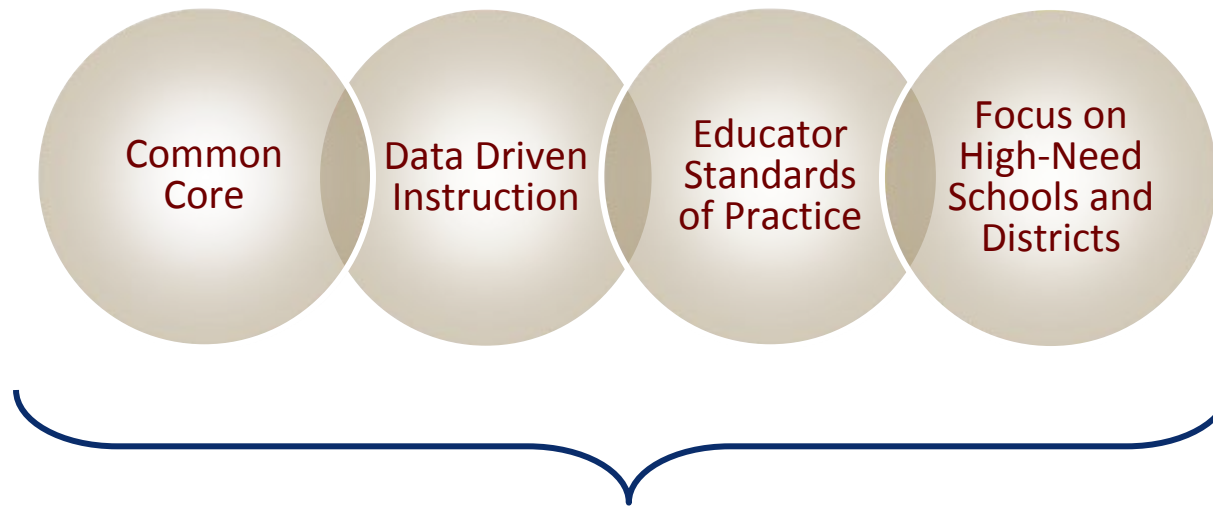 Common
Core
Data Driven
Instruction
Educator
Standards
of Practice
Focus on
High-Need
Schools and
Districts